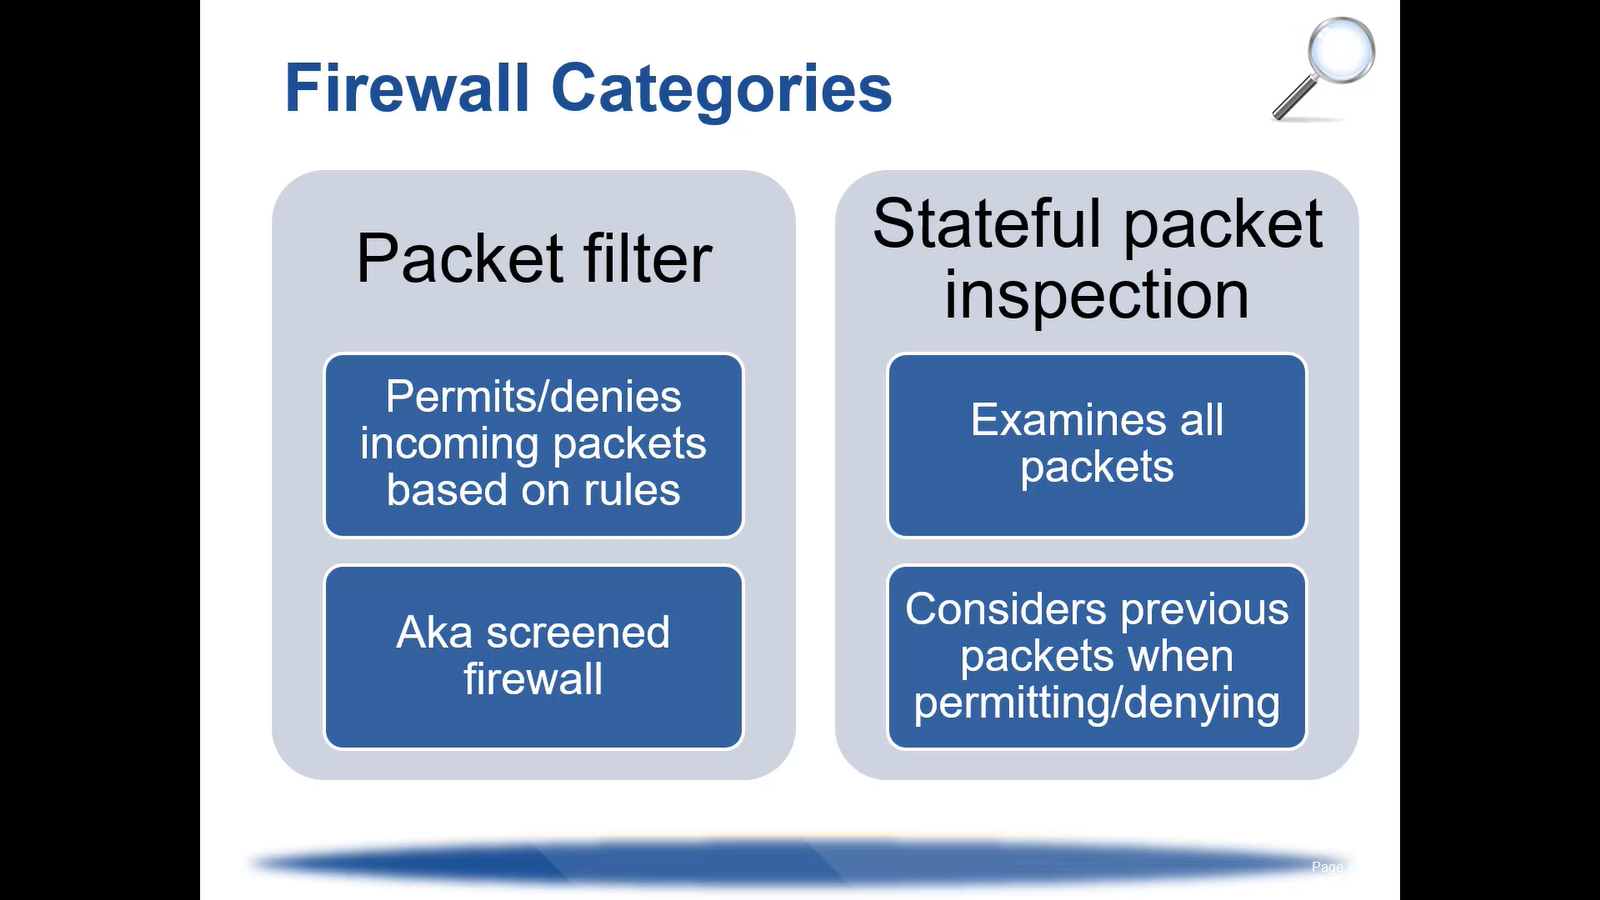 Firewall Categories
Packet filter
Permits/denies
incoming packets
based on rules
Aka screened
firewall
Stateful packet
inspection
Examines all
packets
Considers previous
packets when
permitting/denying
Page